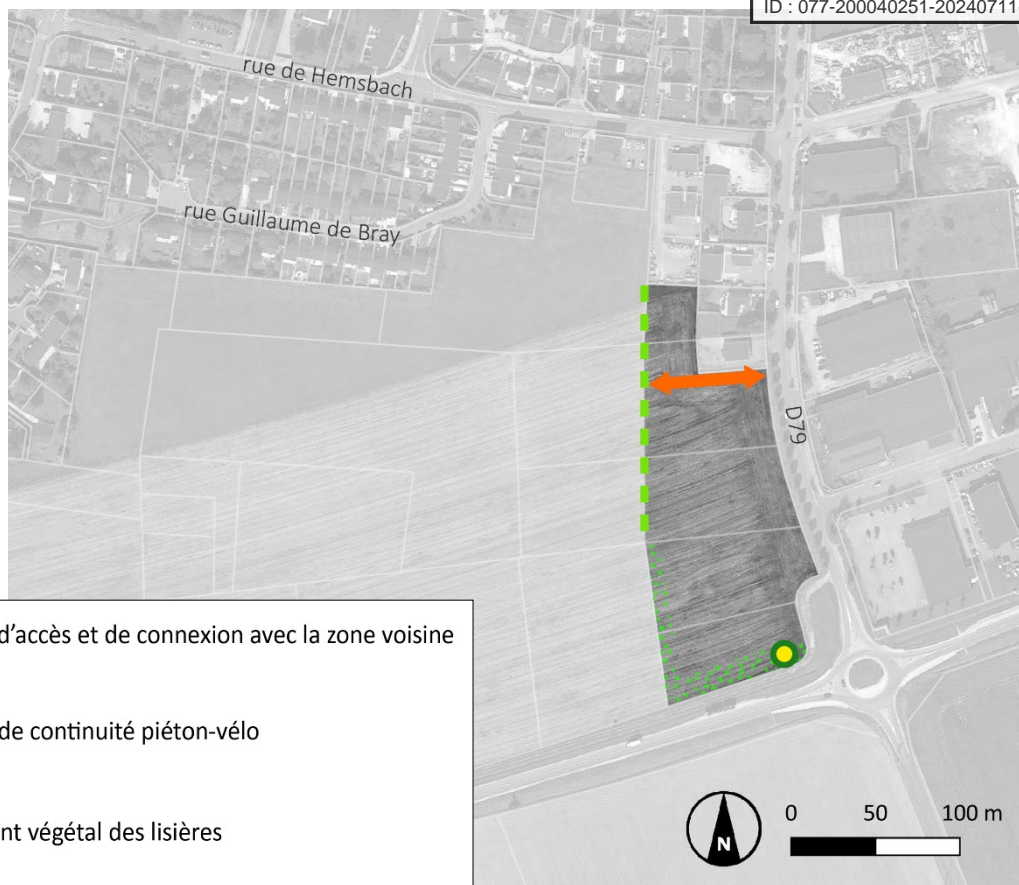 ID : 077-200040251-20240711-
rue de Hemsbach
rue Guillaume de Bray
D79
d’accès et de connexion avec la zone voisine
de continuité piéton-vélo
nt végétal des lisières
N
0 50 100 m